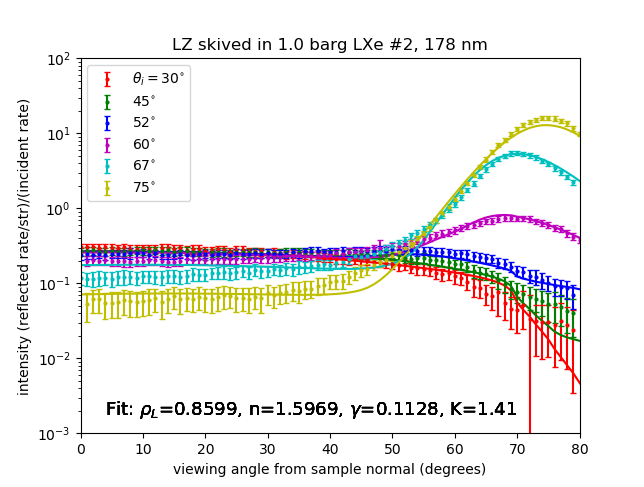 LZ skived in 1.0 barg LXe #2, 178 nm
intensity (reflected rate/str)/(incident rate)
10²
10¹
10⁰
10⁻¹
10⁻²
10⁻³
θᵢ = 30°
45°
52°
60°
67°
75°
Fit: ρ_L=0.8599, n=1.5969, γ=0.1128, K=1.41
0 10 20 30 40 50 60 70 80
viewing angle from sample normal (degrees)